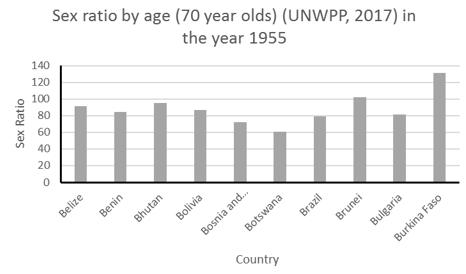 Sex ratio by age (70 year olds) (UNWPP, 2017) in
the year 1955
Sex Ratio
140
120
100
80
60
40
20
0
Belize
Benin
Bhutan
Bolivia
Bosnia and...
Botswana
Brazil
Brunei
Bulgaria
Burkina Faso
Country